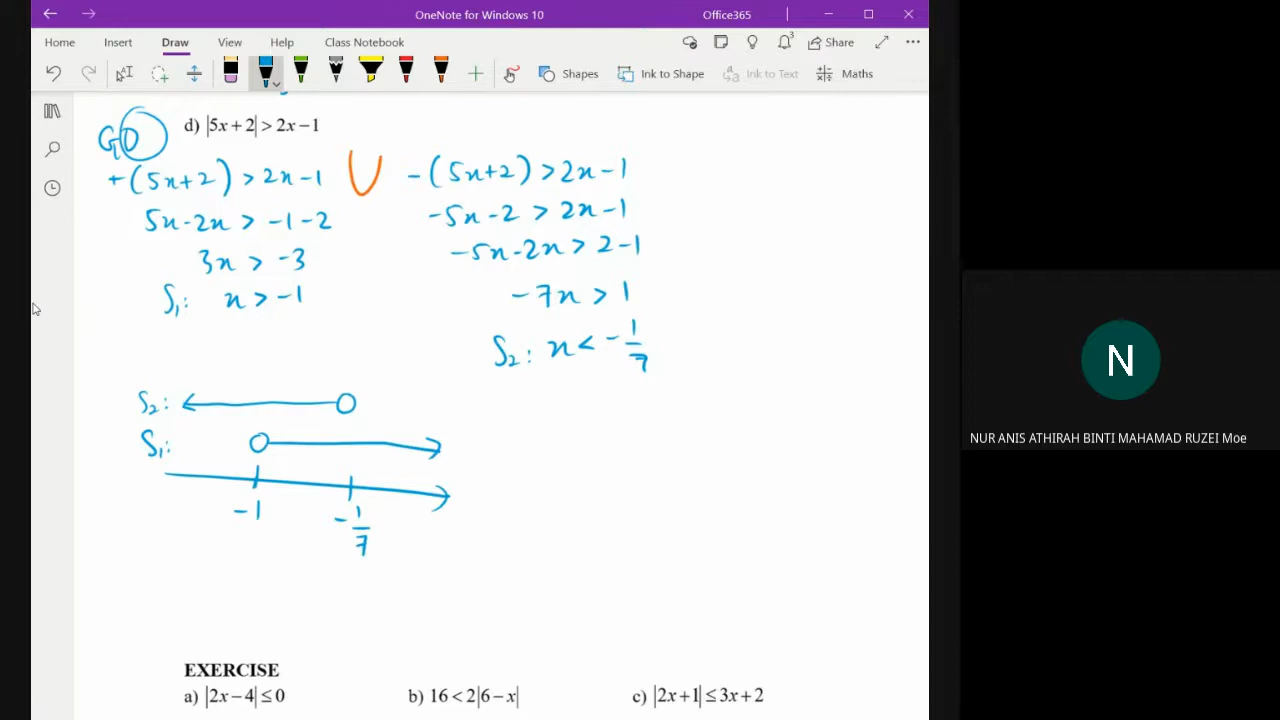 OneNote for Windows 10
Office365
Home Insert Draw View Help Class Notebook
3
Share
Shapes Ink to Shape Ink to Text Maths
GO
d) |5x + 2| > 2x − 1
+(5x+2) > 2x-1 U -(5x+2) > 2x-1
5x-2x > -1-2
-5x-2 > 2x-1
3x > -3
-5x-2x > 2-1
S₁: x > -1
-7x > 1
S₂: x < -1/7
S₂:
S₁:
-1 -1/7
EXERCISE
a) |2x − 4| ≤ 0 b) 16 < 2|6 − x| c) |2x + 1| ≤ 3x + 2
N
NUR ANIS ATHIRAH BINTI MAHAMAD RUZEI Moe